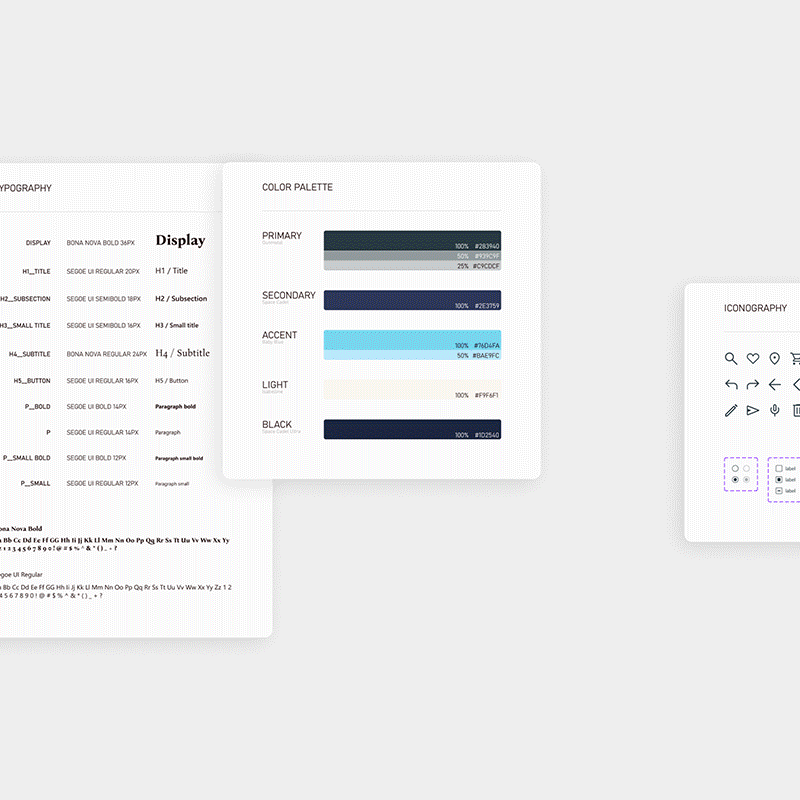 YPOGRAPHY
DISPLAY BONA NOVA BOLD 36PX Display
H1_TITLE SEGOE UI REGULAR 20PX H1 / Title
H2_SUBSECTION SEGOE UI SEMIBOLD 18PX H2 / Subsection
H3_SMALL TITLE SEGOE UI SEMIBOLD 16PX H3 / Small title
H4_SUBTITLE BONA NOVA REGULAR 24PX H4 / Subtitle
H5_BUTTON SEGOE UI REGULAR 16PX H5 / Button
P_BOLD SEGOE UI BOLD 14PX Paragraph bold
P SEGOE UI REGULAR 14PX Paragraph
P_SMALL BOLD SEGOE UI BOLD 12PX Paragraph small bold
P_SMALL SEGOE UI REGULAR 12PX Paragraph small
ona Nova Bold
Bb Cc Dd Ee Ff GG Hh Ii Jj Kk Ll Mm Nn Oo Pp Qq Rr Ss Tt Uu Vv Ww Xx Yy
1 2 3 4 5 6 7 8 9 0 ! @ # $ % ^ & * ( ) _ - ?
egoe UI Regular
Bb Cc Dd Ee Ff GG Hh Ii Jj Kk Ll Mm Nn Oo Pp Qq Rr Ss Tt Uu Vv Ww Xx Yy Zz 1 2
4 5 6 7 8 9 0 ! @ # $ % ^ & * ( ) _ + ?
COLOR PALETTE
PRIMARY
100% #283940
50% #939C9F
25% #C9CDCF
SECONDARY
Space Cadet
100% #2E3759
ACCENT
Baby Blue
100% #76D4FA
50% #BAE9FC
LIGHT
100% #F9F6F1
BLACK
100% #1D2540
ICONOGRAPHY
label
label
label